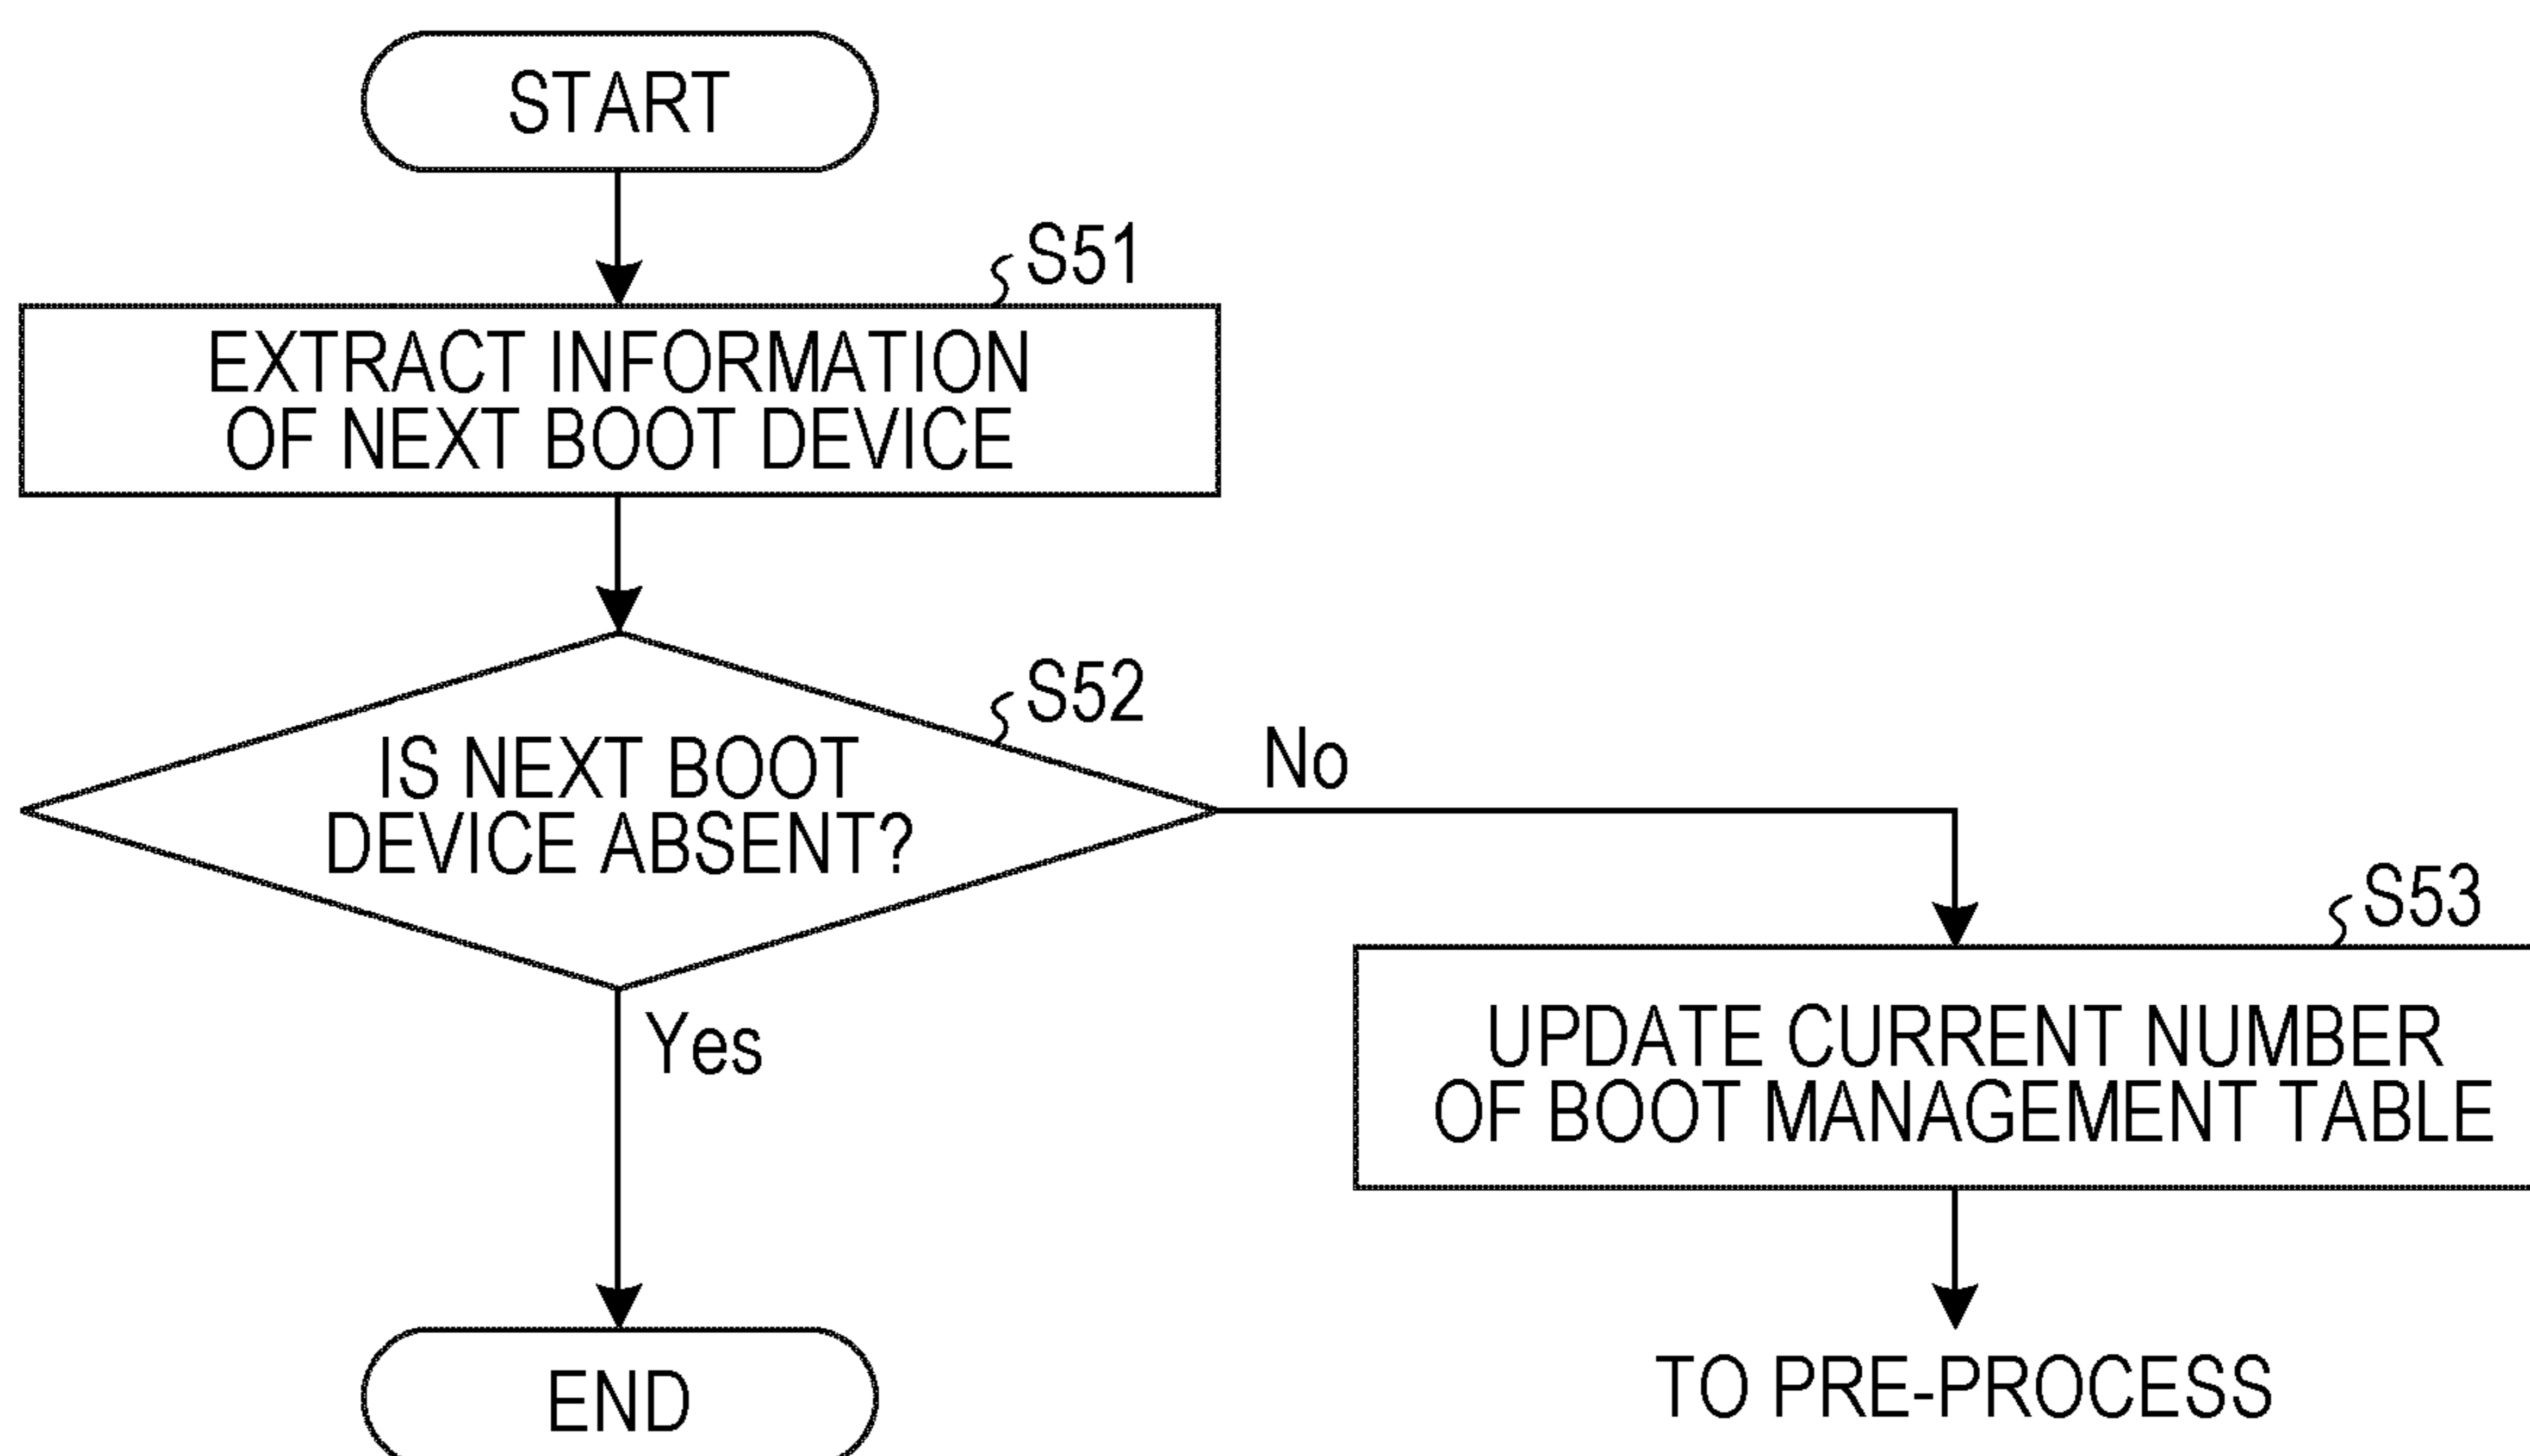 START
S51
EXTRACT INFORMATION
OF NEXT BOOT DEVICE
S52
IS NEXT BOOT
DEVICE ABSENT?
No
Yes
S53
UPDATE CURRENT NUMBER
OF BOOT MANAGEMENT TABLE
END
TO PRE-PROCESS